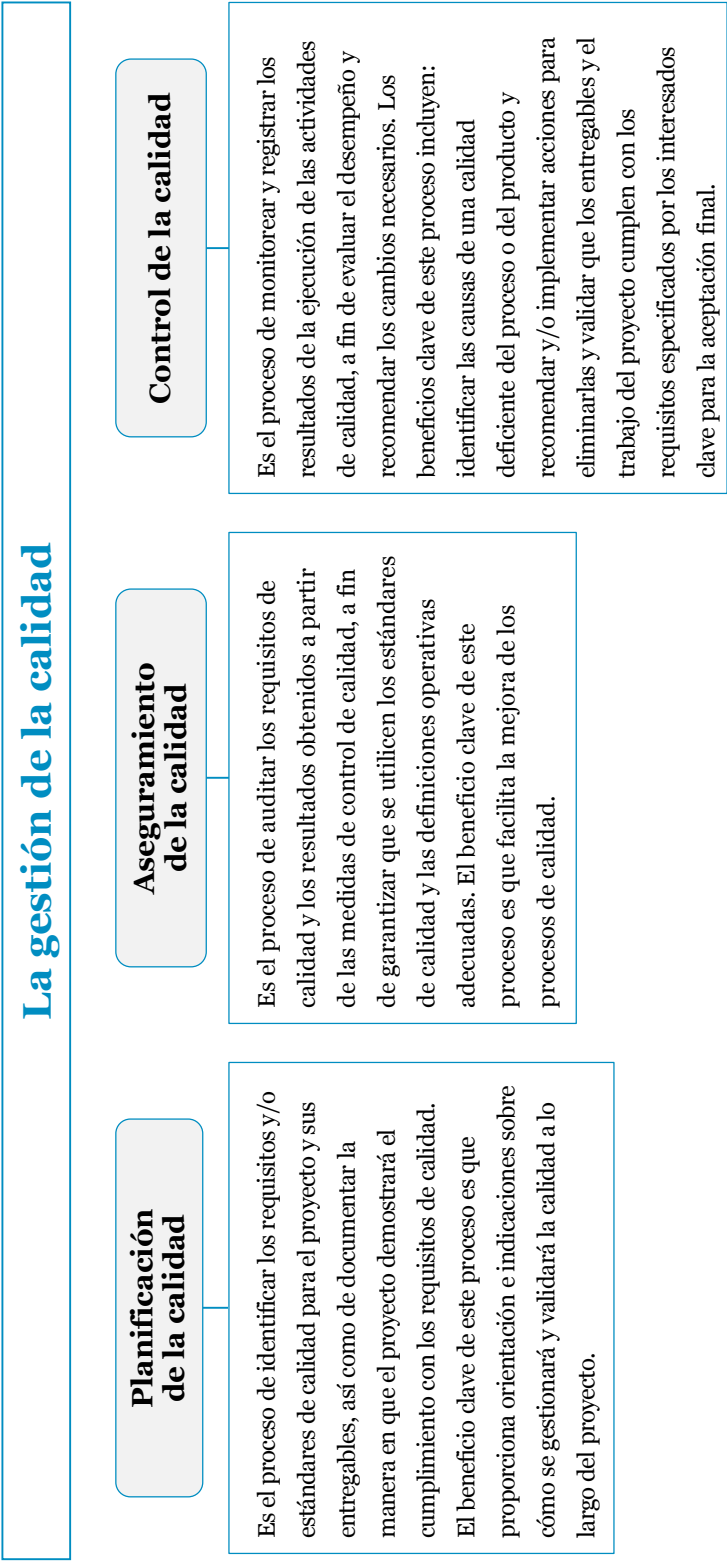 La gestión de la calidad
Planificación
de la calidad
Es el proceso de identificar los requisitos y/o
estándares de calidad para el proyecto y sus
entregables, así como de documentar la
manera en que el proyecto demostrará el
cumplimiento con los requisitos de calidad.
El beneficio clave de este proceso es que
proporciona orientación e indicaciones sobre
cómo se gestionará y validará la calidad a lo
largo del proyecto.
Aseguramiento
de la calidad
Es el proceso de auditar los requisitos de
calidad y los resultados obtenidos a partir
de las medidas de control de calidad, a fin
de garantizar que se utilicen los estándares
de calidad y las definiciones operativas
adecuadas. El beneficio clave de este
proceso es que facilita la mejora de los
procesos de calidad.
Control de la calidad
Es el proceso de monitorear y registrar los
resultados de la ejecución de las actividades
de calidad, a fin de evaluar el desempeño y
recomendar los cambios necesarios. Los
beneficios clave de este proceso incluyen:
identificar las causas de una calidad
deficiente del proceso o del producto y
recomendar y/o implementar acciones para
eliminarlas y validar que los entregables y el
trabajo del proyecto cumplen con los
requisitos especificados por los interesados
clave para la aceptación final.